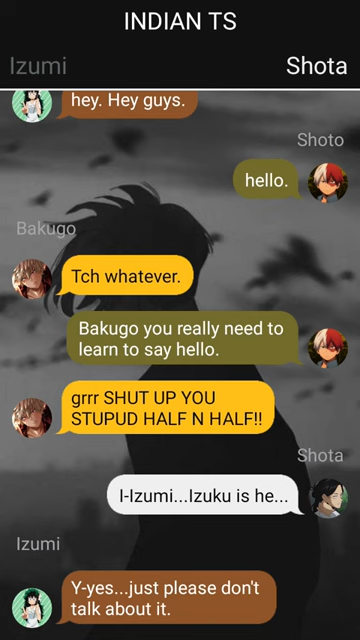 INDIAN TS
Izumi
Shota
hey. Hey guys.
Shoto
hello.
Bakugo
Tch whatever.
Bakugo you really need to
learn to say hello.
grrr SHUT UP YOU
STUPUD HALF N HALF!!
Shota
I-Izumi...Izuku is he...
Izumi
Y-yes...just please don't
talk about it.